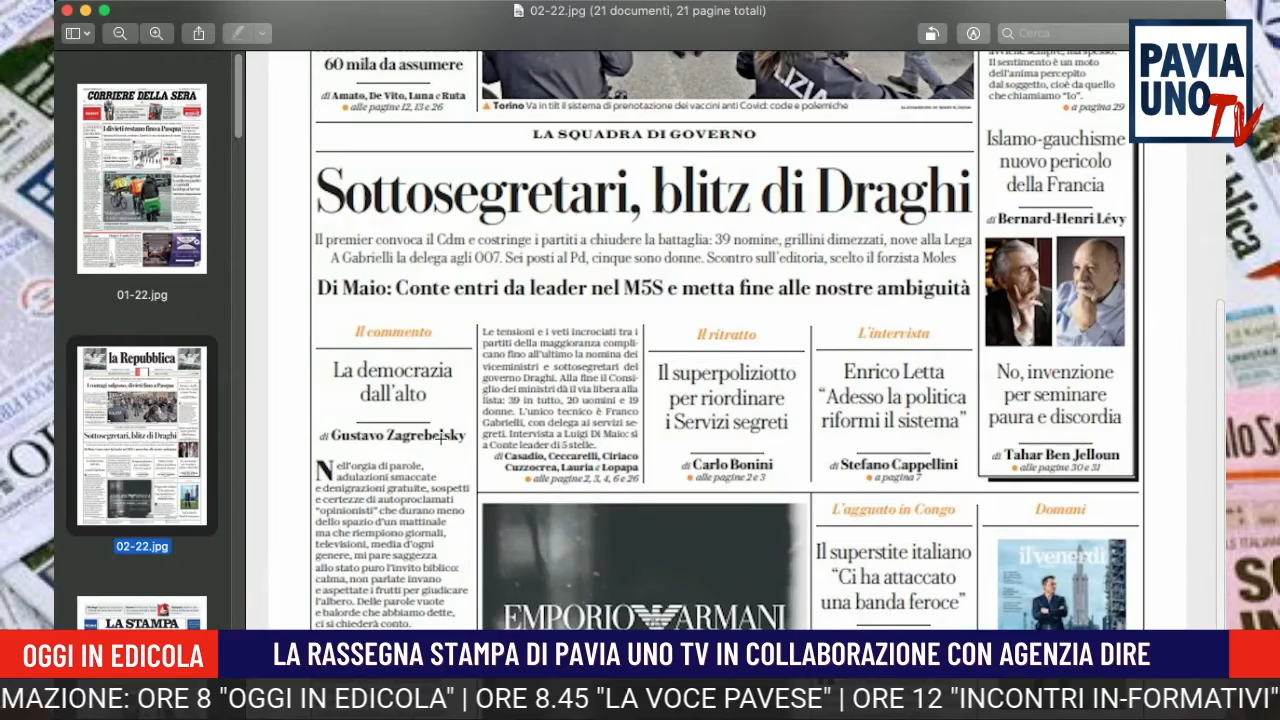 02-22.jpg (21 documenti, 21 pagine totali)
Cerca
PAVIA
UNO
TV
CORRIERE DELLA SERA
I divieti restano fino a Pasqua
01-22.jpg
la Repubblica
Sottosegretari, blitz di Draghi
02-22.jpg
LA STAMPA
60 mila da assumere
di Amato, De Vito, Luna e Ruta
alle pagine 12, 13 e 26
Torino Va in tilt il sistema di prenotazione dei vaccini anti Covid: code e polemiche
LA SQUADRA DI GOVERNO
Sottosegretari, blitz di Draghi
Il premier convoca il Cdm e costringe i partiti a chiudere la battaglia: 39 nomine, grillini dimezzati, nove alla Lega
A Gabrielli la delega agli 007. Sei posti al Pd, cinque sono donne. Scontro sull'editoria, scelto il forzista Moles
Di Maio: Conte entri da leader nel M5S e metta fine alle nostre ambiguità
Il commento
La democrazia
dall'alto
di Gustavo Zagrebelsky
Nell'orgia di parole,
adulazioni smaccate
e denigrazioni gratuite, sospetti
e certezze di autoproclamati
"opinionisti" che durano meno
dello spazio d'un mattinale
ma che riempiono giornali,
televisioni, media d'ogni
genere, mi pare saggezza
allo stato puro l'invito biblico:
calma, non parlate invano
e aspettate i frutti per giudicare
l'albero. Delle parole vuote
e balorde che abbiamo dette,
ci si chiederà conto.
Le tensioni e i veti incrociati tra i
partiti della maggioranza compli-
cano fino all'ultimo la nomina dei
viceministri e sottosegretari del
governo Draghi. Alla fine il Consi-
glio dei ministri dà il via libera alla
lista: 39 in tutto, 20 uomini e 19
donne. L'unico tecnico è Franco
Gabrielli, con delega ai servizi se-
greti. Intervista a Luigi Di Maio: sì
a Conte leader di 5stelle.
di Casadio, Ceccarelli, Ciriaco
Cuzzocrea, Lauria e Lopapa
alle pagine 2, 3, 4, 6 e 26
Il ritratto
Il superpoliziotto
per riordinare
i Servizi segreti
di Carlo Bonini
alle pagine 2 e 3
L'intervista
Enrico Letta
"Adesso la politica
riformi il sistema"
di Stefano Cappellini
a pagina 7
Il sentimento è un moto
dell'anima percepito
dal soggetto, cioè da quello
che chiamiamo "Io".
a pagina 29
Islamo-gauchisme
nuovo pericolo
della Francia
di Bernard-Henri Lévy
No, invenzione
per seminare
paura e discordia
di Tahar Ben Jelloun
alle pagine 30 e 31
EMPORIO ARMANI
L'agguato in Congo
Il superstite italiano
"Ci ha attaccato
una banda feroce"
Domani
il venerdì
OGGI IN EDICOLA
LA RASSEGNA STAMPA DI PAVIA UNO TV IN COLLABORAZIONE CON AGENZIA DIRE
MAZIONE: ORE 8 "OGGI IN EDICOLA" | ORE 8.45 "LA VOCE PAVESE" | ORE 12 "INCONTRI IN-FORMATIVI"